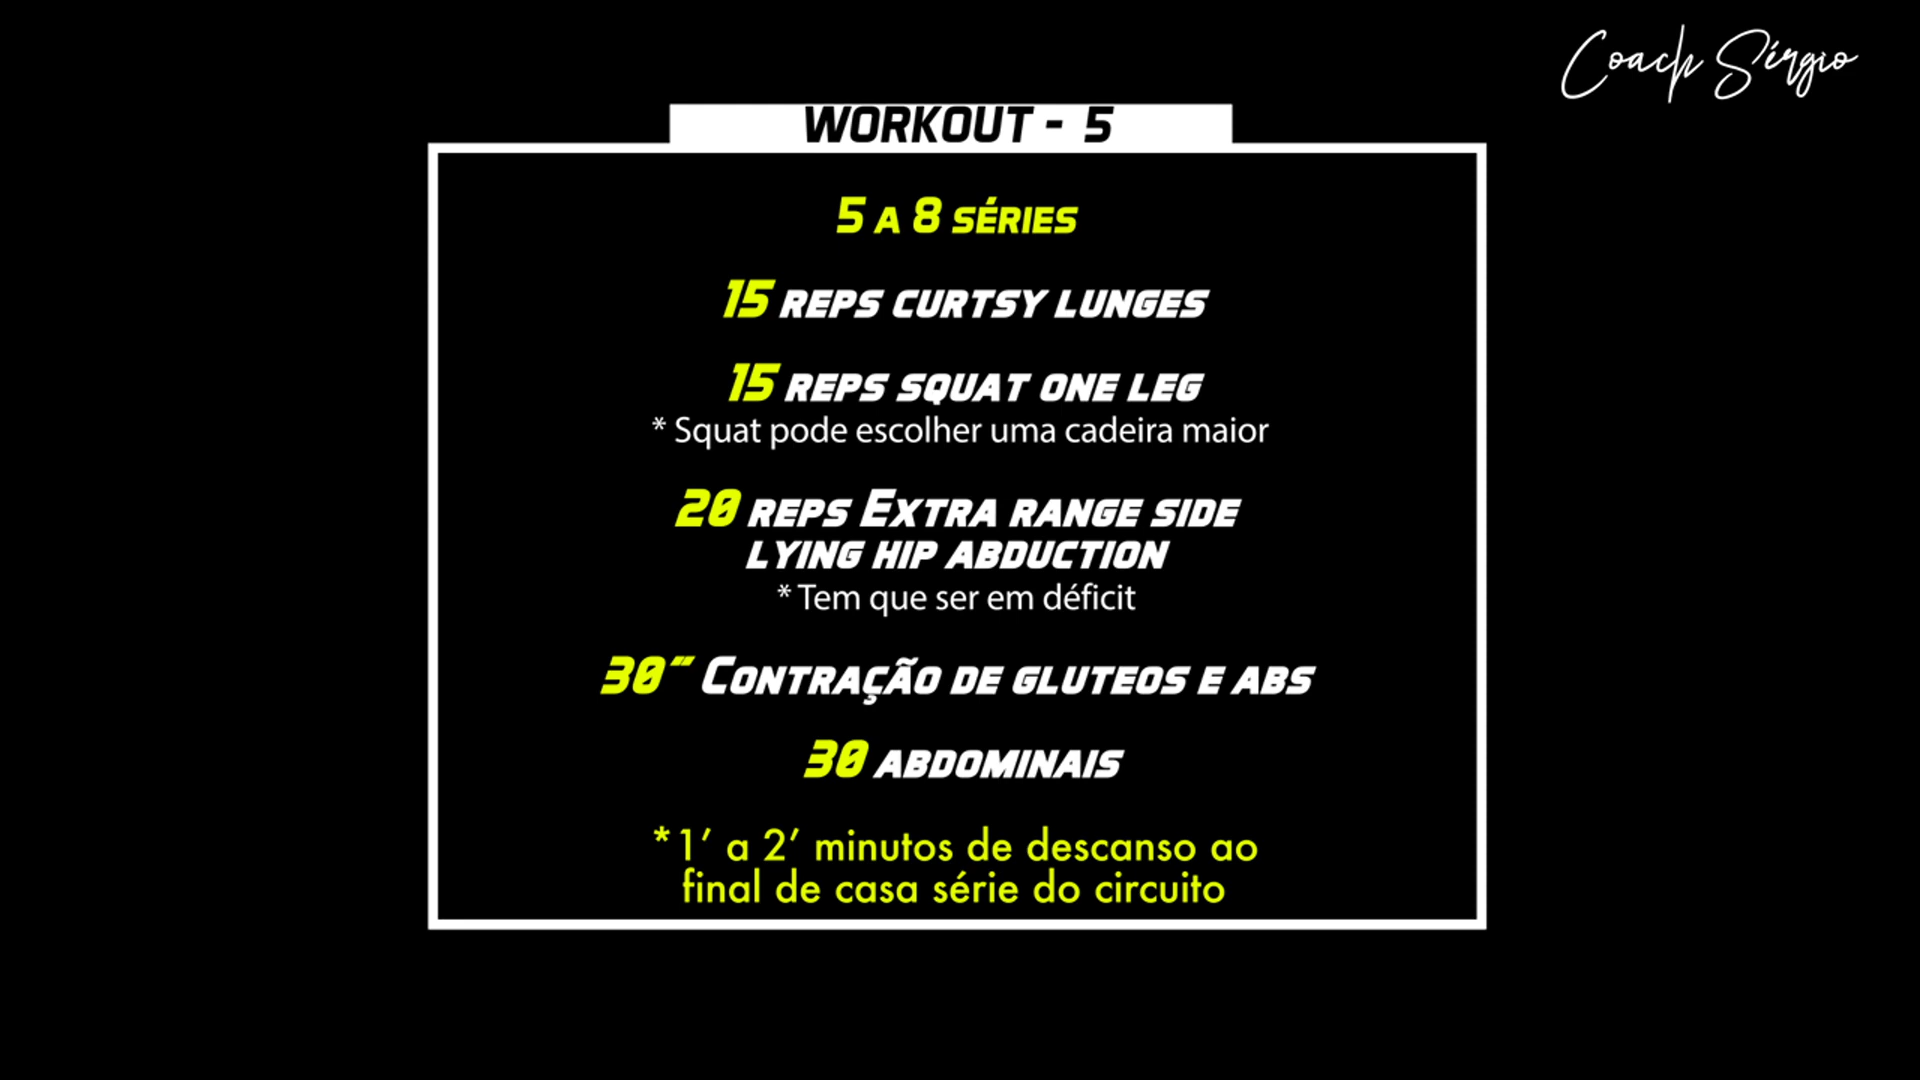 Coach Sérgio
WORKOUT - 5
5 A 8 SÉRIES
15 REPS CURTSY LUNGES
15 REPS SQUAT ONE LEG
* Squat pode escolher uma cadeira maior
20 REPS EXTRA RANGE SIDE
LYING HIP ABDUCTION
* Tem que ser em déficit
30” CONTRAÇÃO DE GLUTEOS E ABS
30 ABDOMINAIS
* 1’ a 2’ minutos de descanso ao
final de casa série do circuito